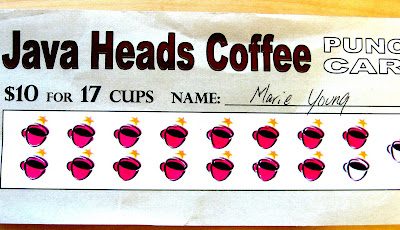 Java Heads Coffee PUNC
CAR
$10 FOR 17 CUPS NAME: Marie Young